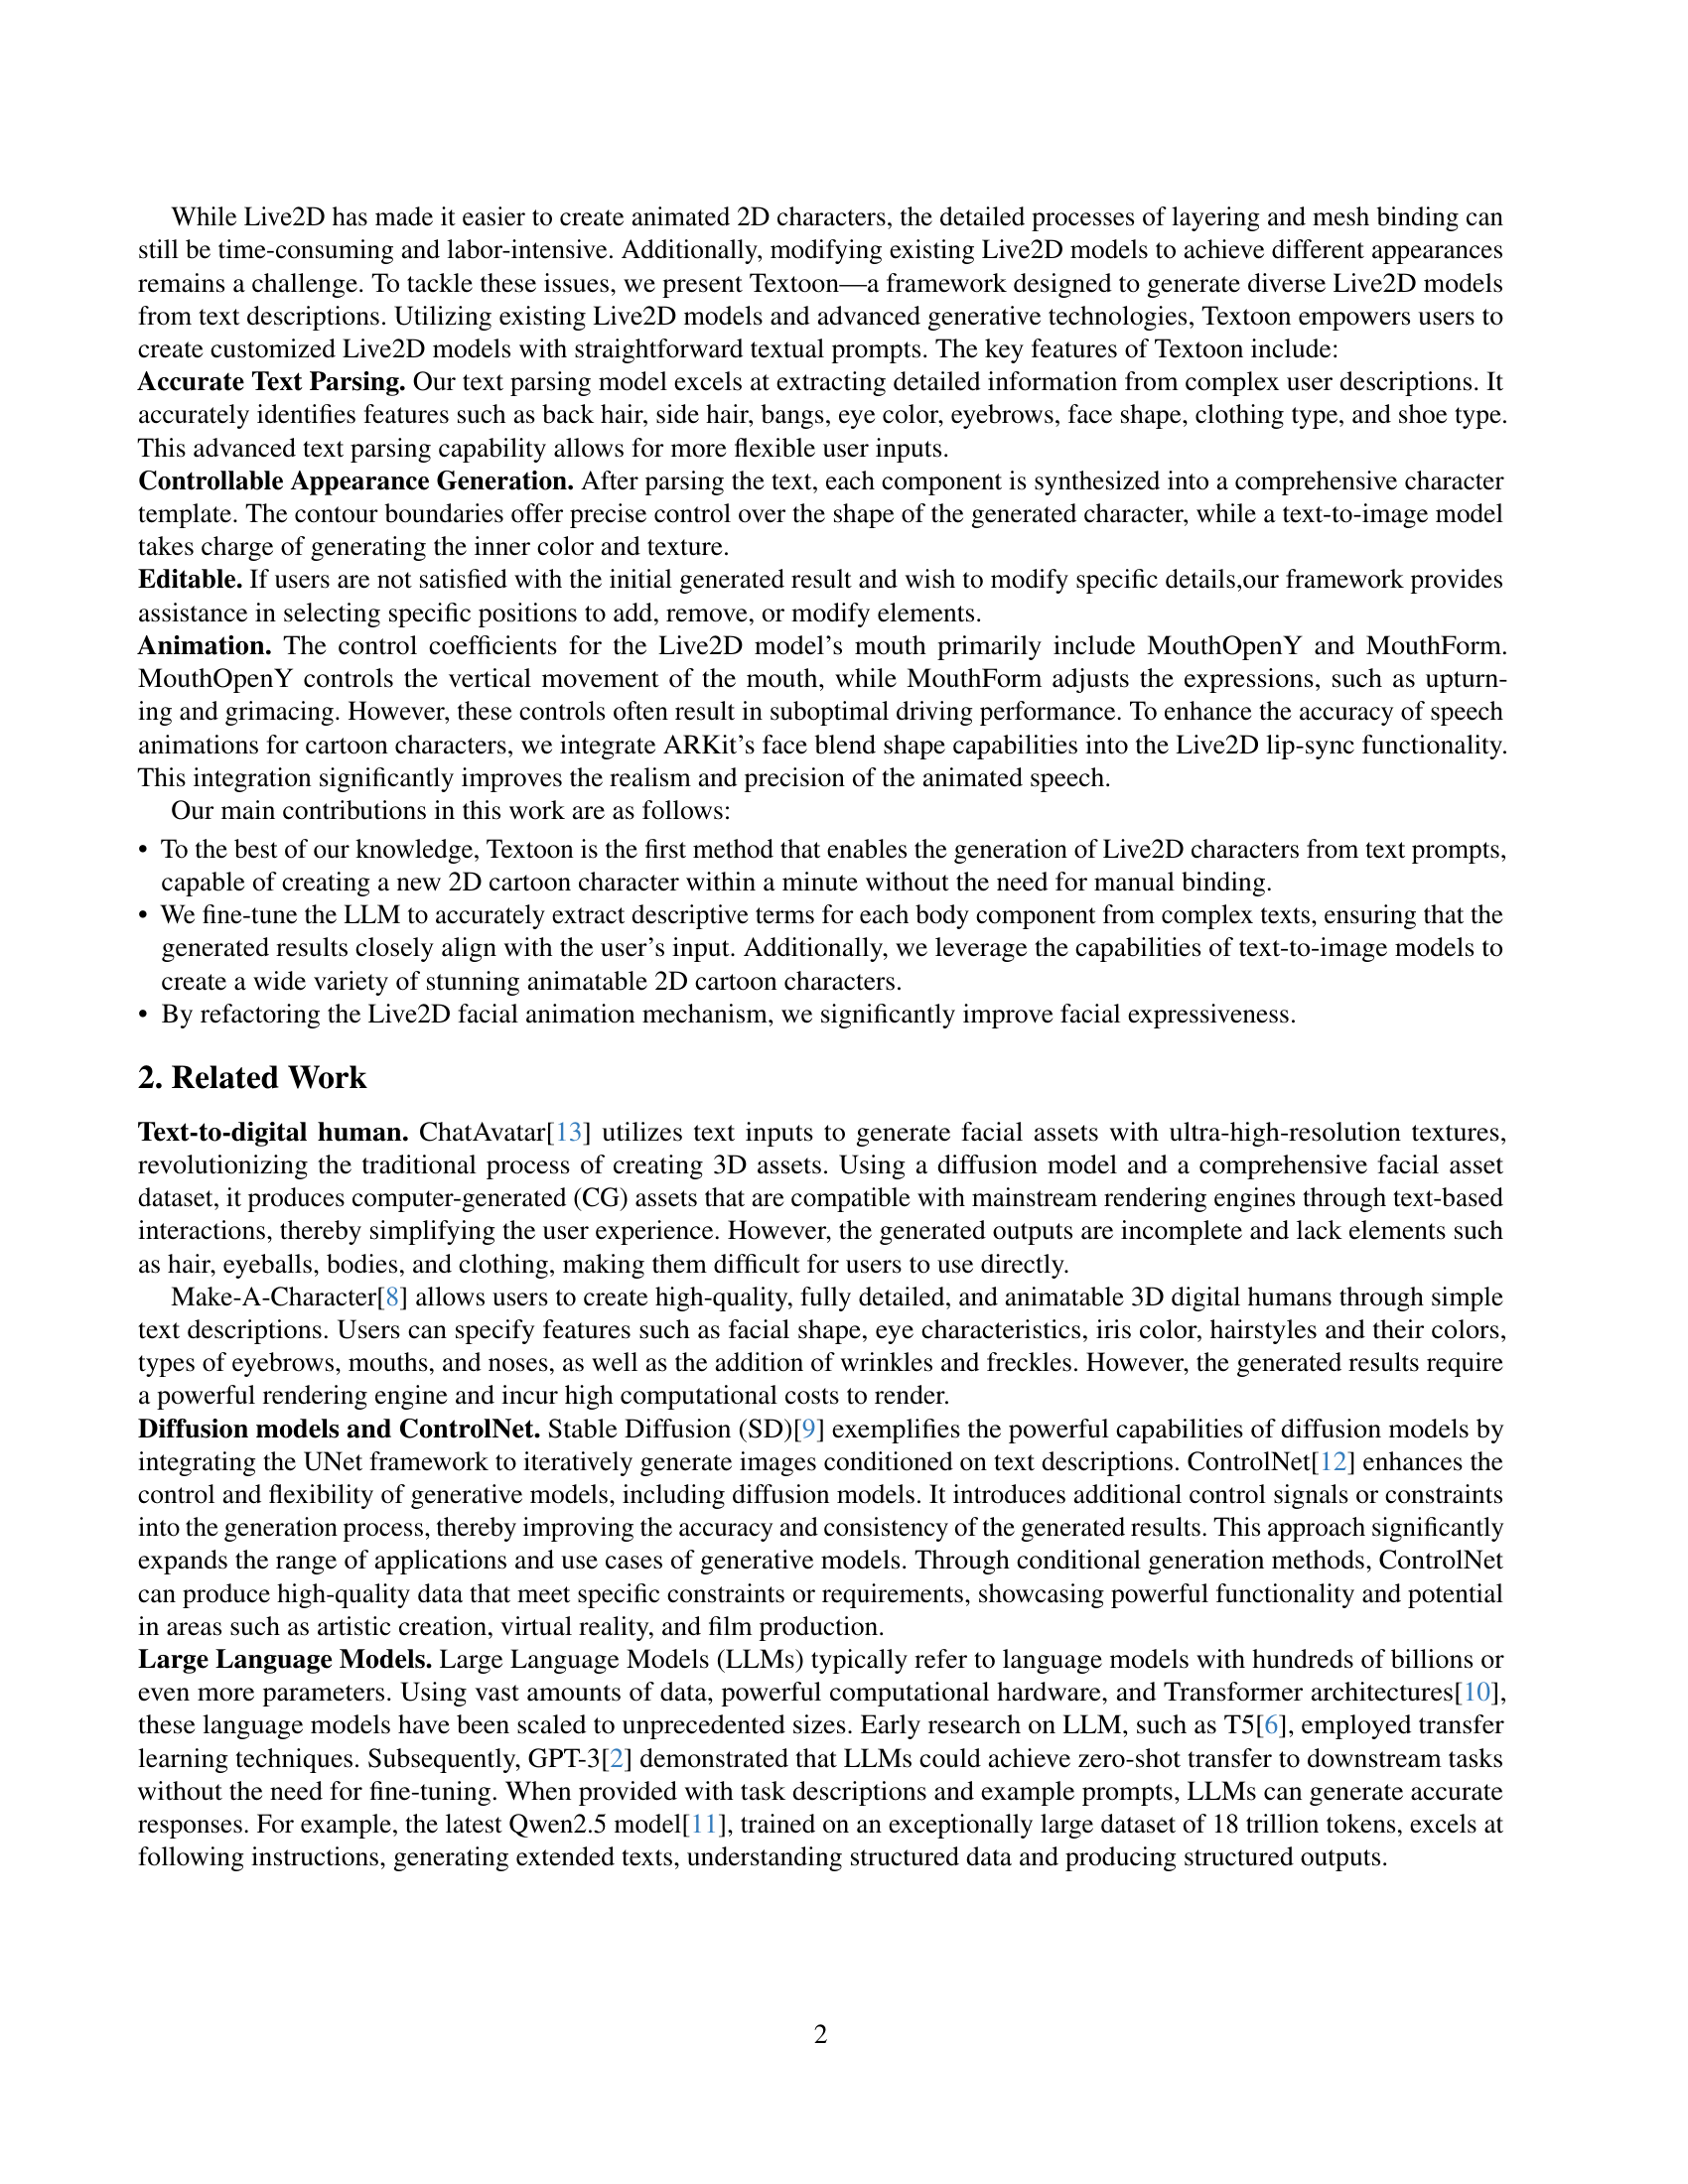 While Live2D has made it easier to create animated 2D characters, the detailed processes of layering and mesh binding can
still be time-consuming and labor-intensive. Additionally, modifying existing Live2D models to achieve different appearances
remains a challenge. To tackle these issues, we present Textoon—a framework designed to generate diverse Live2D models
from text descriptions. Utilizing existing Live2D models and advanced generative technologies, Textoon empowers users to
create customized Live2D models with straightforward textual prompts. The key features of Textoon include:
Accurate Text Parsing. Our text parsing model excels at extracting detailed information from complex user descriptions. It
accurately identifies features such as back hair, side hair, bangs, eye color, eyebrows, face shape, clothing type, and shoe type.
This advanced text parsing capability allows for more flexible user inputs.
Controllable Appearance Generation. After parsing the text, each component is synthesized into a comprehensive character
template. The contour boundaries offer precise control over the shape of the generated character, while a text-to-image model
takes charge of generating the inner color and texture.
Editable. If users are not satisfied with the initial generated result and wish to modify specific details,our framework provides
assistance in selecting specific positions to add, remove, or modify elements.
Animation. The control coefficients for the Live2D model's mouth primarily include MouthOpenY and MouthForm.
MouthOpenY controls the vertical movement of the mouth, while MouthForm adjusts the expressions, such as upturn-
ing and grimacing. However, these controls often result in suboptimal driving performance. To enhance the accuracy of speech
animations for cartoon characters, we integrate ARKit's face blend shape capabilities into the Live2D lip-sync functionality.
This integration significantly improves the realism and precision of the animated speech.
Our main contributions in this work are as follows:
• To the best of our knowledge, Textoon is the first method that enables the generation of Live2D characters from text prompts,
capable of creating a new 2D cartoon character within a minute without the need for manual binding.
• We fine-tune the LLM to accurately extract descriptive terms for each body component from complex texts, ensuring that the
generated results closely align with the user's input. Additionally, we leverage the capabilities of text-to-image models to
create a wide variety of stunning animatable 2D cartoon characters.
• By refactoring the Live2D facial animation mechanism, we significantly improve facial expressiveness.
2. Related Work
Text-to-digital human. ChatAvatar[13] utilizes text inputs to generate facial assets with ultra-high-resolution textures,
revolutionizing the traditional process of creating 3D assets. Using a diffusion model and a comprehensive facial asset
dataset, it produces computer-generated (CG) assets that are compatible with mainstream rendering engines through text-based
interactions, thereby simplifying the user experience. However, the generated outputs are incomplete and lack elements such
as hair, eyeballs, bodies, and clothing, making them difficult for users to use directly.
Make-A-Character[8] allows users to create high-quality, fully detailed, and animatable 3D digital humans through simple
text descriptions. Users can specify features such as facial shape, eye characteristics, iris color, hairstyles and their colors,
types of eyebrows, mouths, and noses, as well as the addition of wrinkles and freckles. However, the generated results require
a powerful rendering engine and incur high computational costs to render.
Diffusion models and ControlNet. Stable Diffusion (SD)[9] exemplifies the powerful capabilities of diffusion models by
integrating the UNet framework to iteratively generate images conditioned on text descriptions. ControlNet[12] enhances the
control and flexibility of generative models, including diffusion models. It introduces additional control signals or constraints
into the generation process, thereby improving the accuracy and consistency of the generated results. This approach significantly
expands the range of applications and use cases of generative models. Through conditional generation methods, ControlNet
can produce high-quality data that meet specific constraints or requirements, showcasing powerful functionality and potential
in areas such as artistic creation, virtual reality, and film production.
Large Language Models. Large Language Models (LLMs) typically refer to language models with hundreds of billions or
even more parameters. Using vast amounts of data, powerful computational hardware, and Transformer architectures[10],
these language models have been scaled to unprecedented sizes. Early research on LLM, such as T5[6], employed transfer
learning techniques. Subsequently, GPT-3[2] demonstrated that LLMs could achieve zero-shot transfer to downstream tasks
without the need for fine-tuning. When provided with task descriptions and example prompts, LLMs can generate accurate
responses. For example, the latest Qwen2.5 model[11], trained on an exceptionally large dataset of 18 trillion tokens, excels at
following instructions, generating extended texts, understanding structured data and producing structured outputs.
2